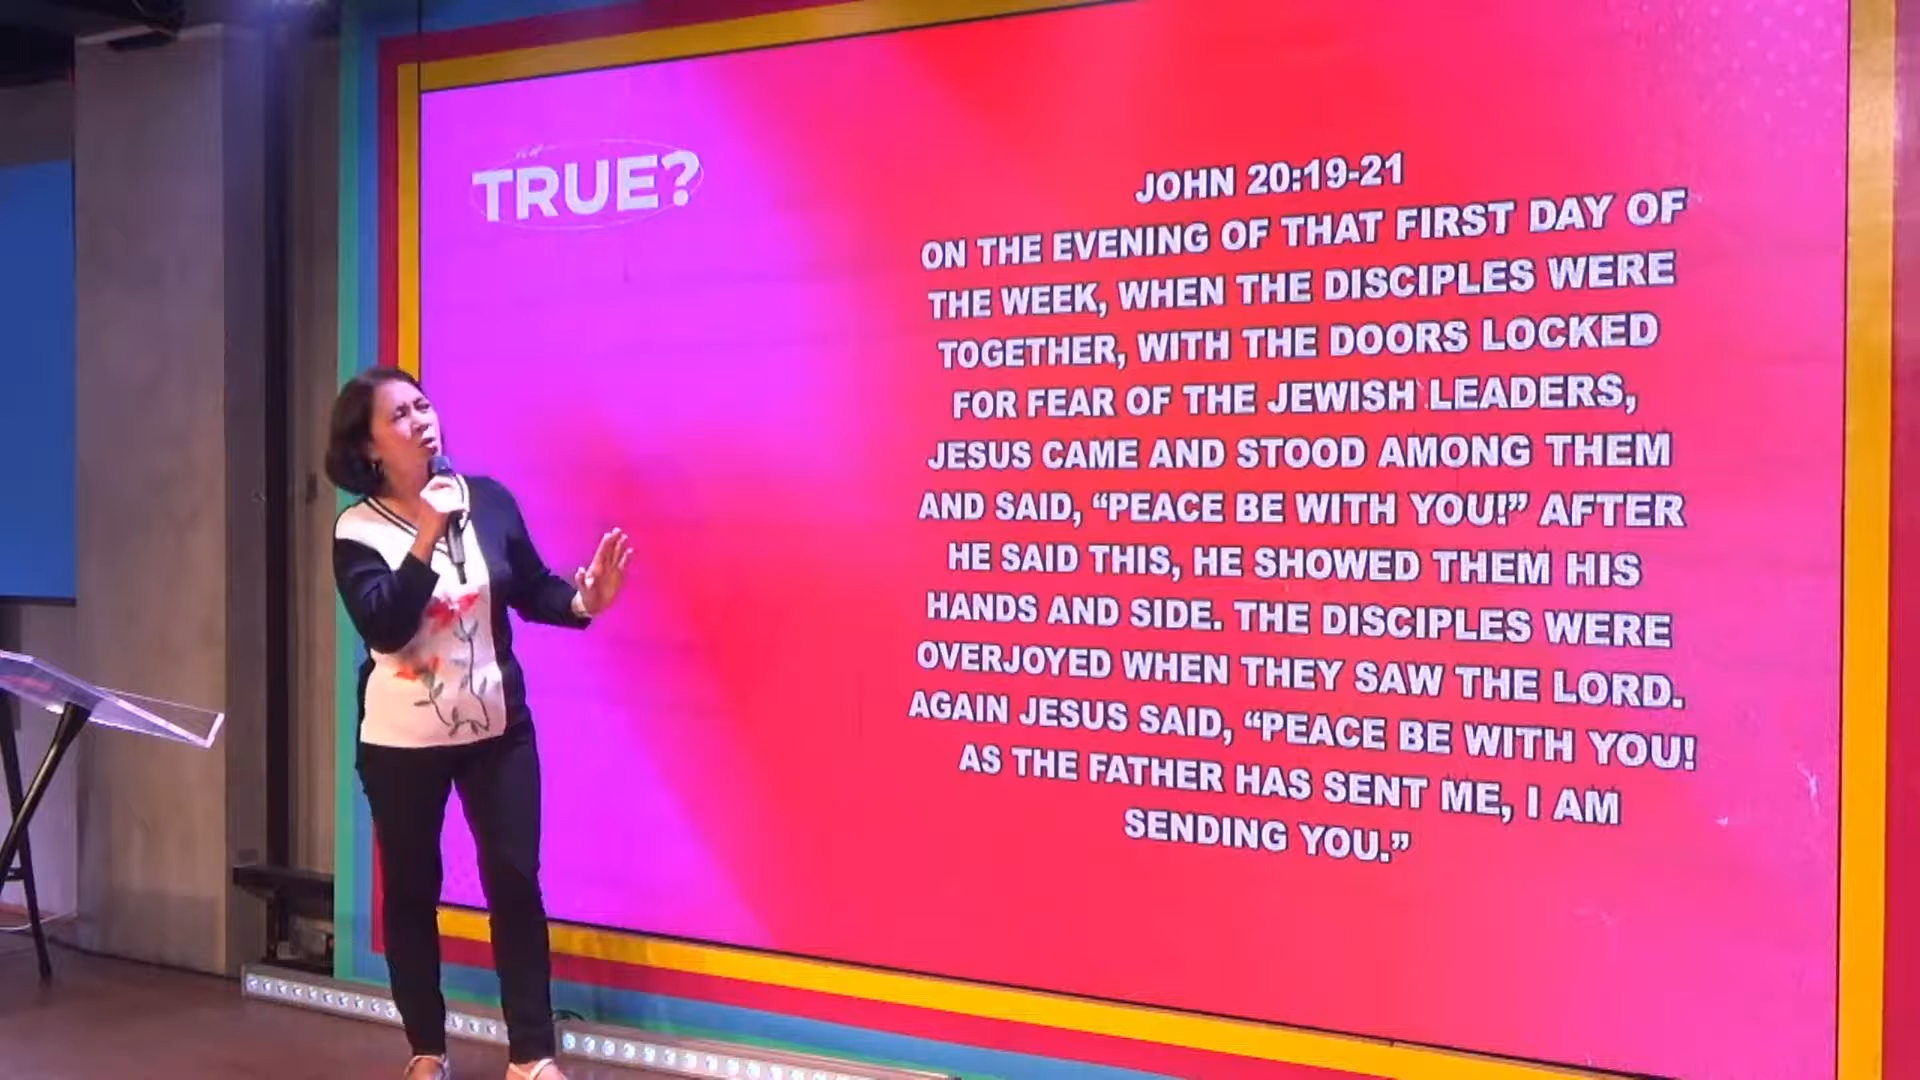 TRUE?
JOHN 20:19-21
ON THE EVENING OF THAT FIRST DAY OF
THE WEEK, WHEN THE DISCIPLES WERE
TOGETHER, WITH THE DOORS LOCKED
FOR FEAR OF THE JEWISH LEADERS,
JESUS CAME AND STOOD AMONG THEM
AND SAID, “PEACE BE WITH YOU!” AFTER
HE SAID THIS, HE SHOWED THEM HIS
HANDS AND SIDE. THE DISCIPLES WERE
OVERJOYED WHEN THEY SAW THE LORD.
AGAIN JESUS SAID, “PEACE BE WITH YOU!
AS THE FATHER HAS SENT ME, I AM
SENDING YOU.”